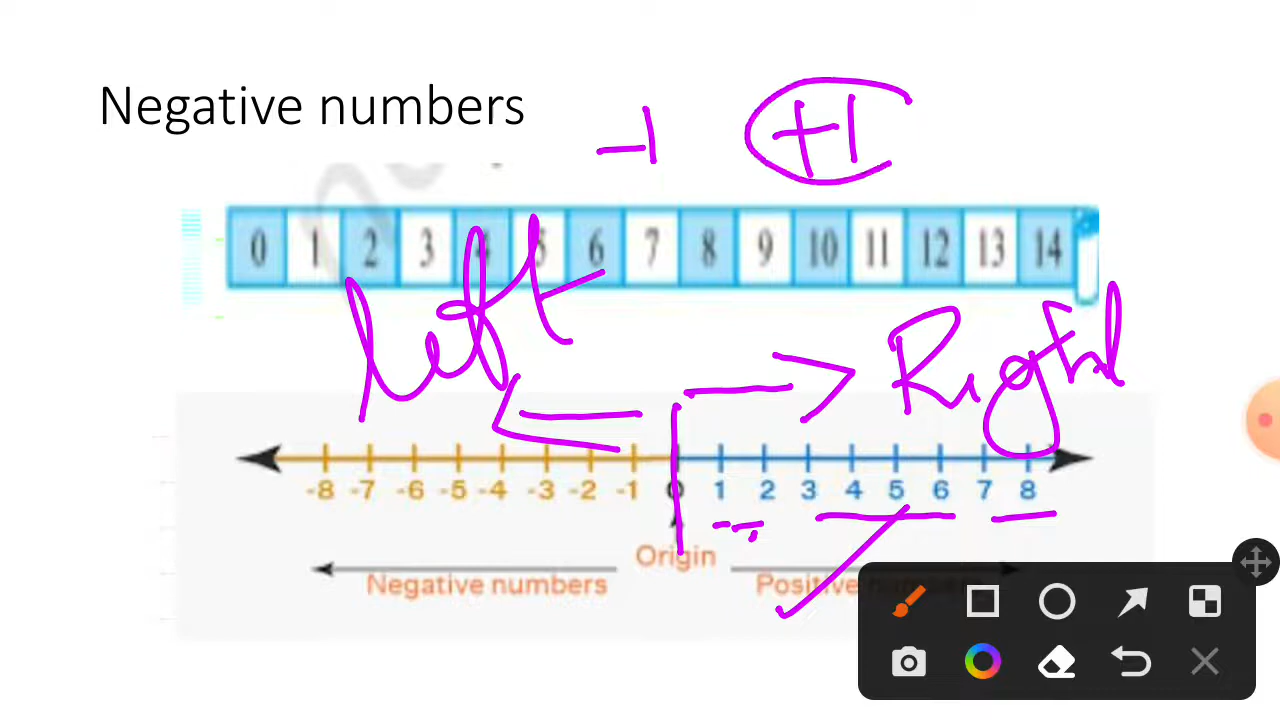 Negative numbers
-1 +1
0 1 2 3 4 5 6 7 8 9 10 11 12 13 14
left
Right
-8 -7 -6 -5 -4 -3 -2 -1 0 1 2 3 4 5 6 7 8
Origin
Negative numbers Positive numbers